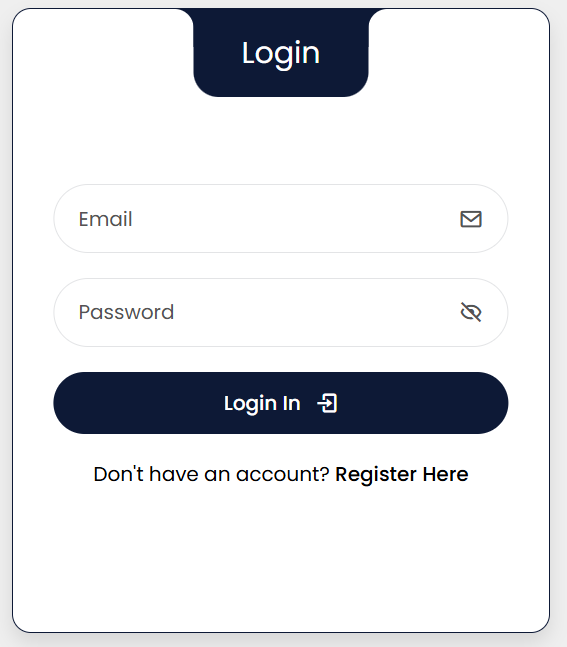 Login
Email
Password
Login In
Don't have an account? Register Here